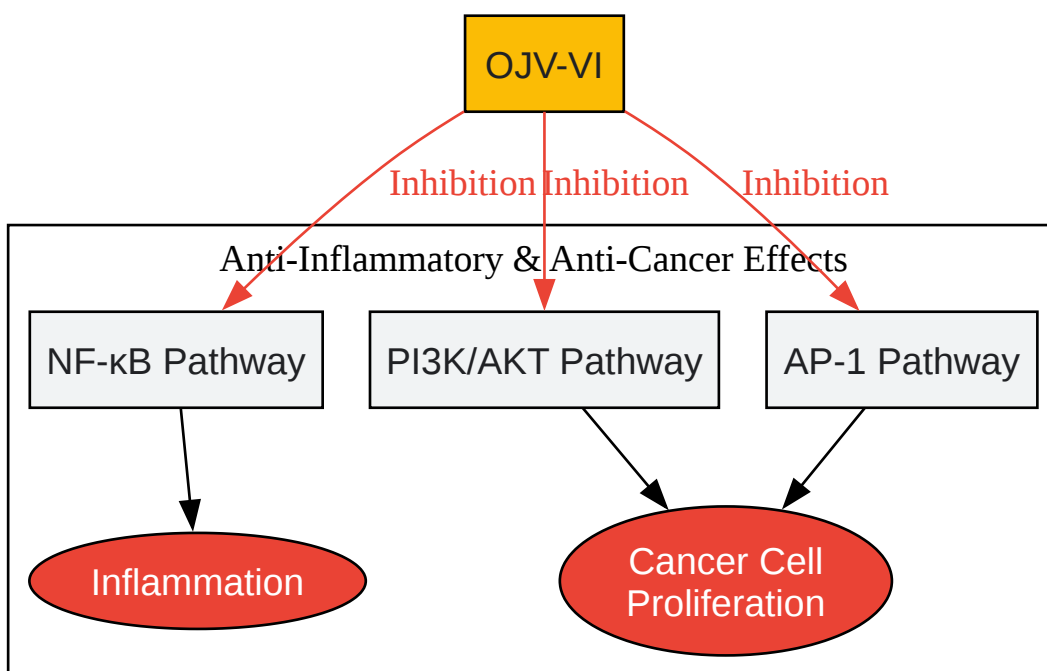 OJV-VI
Inhibition
Inhibition
Inhibition
Anti-Inflammatory & Anti-Cancer Effects
NF-κB Pathway
PI3K/AKT Pathway
AP-1 Pathway
Inflammation
Cancer Cell
Proliferation